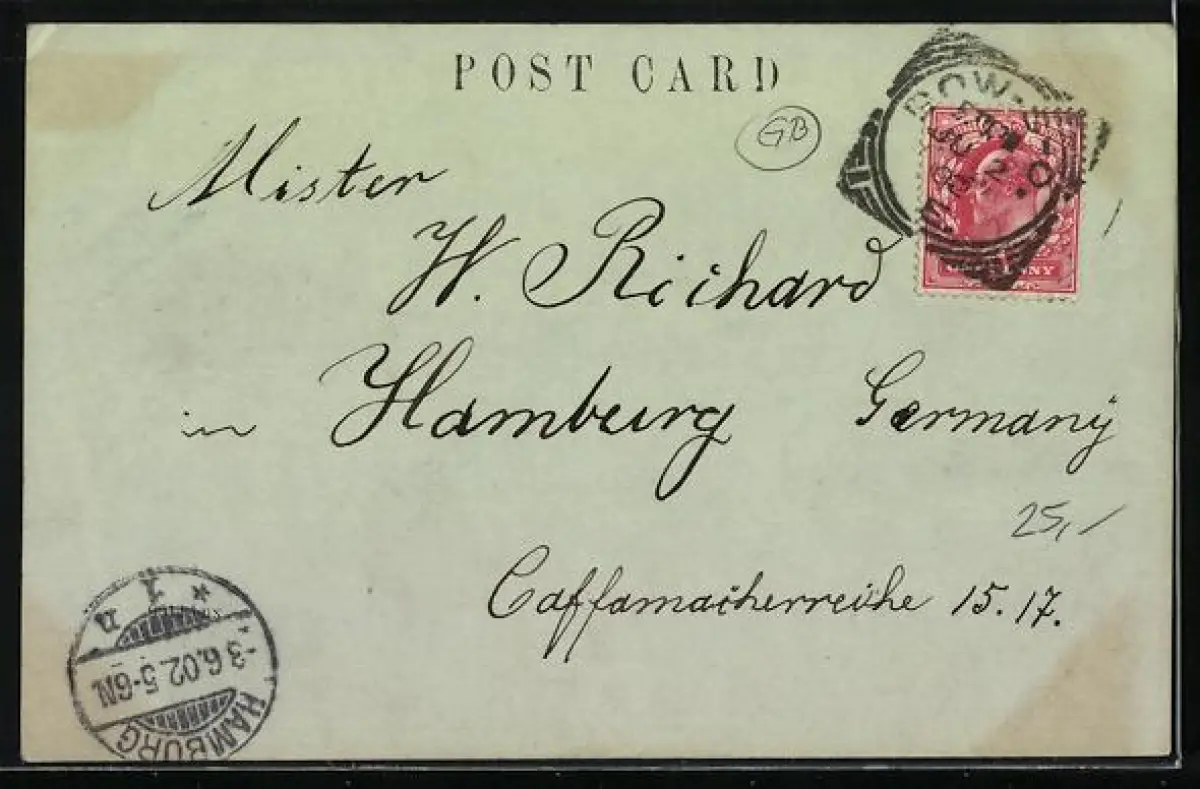 POST CARD
GB
Mister
W. Richard
in Hamburg Germany
25,-
Caffamacherreihe 15.17.
-3.6.02.5-6N
HAMBURG